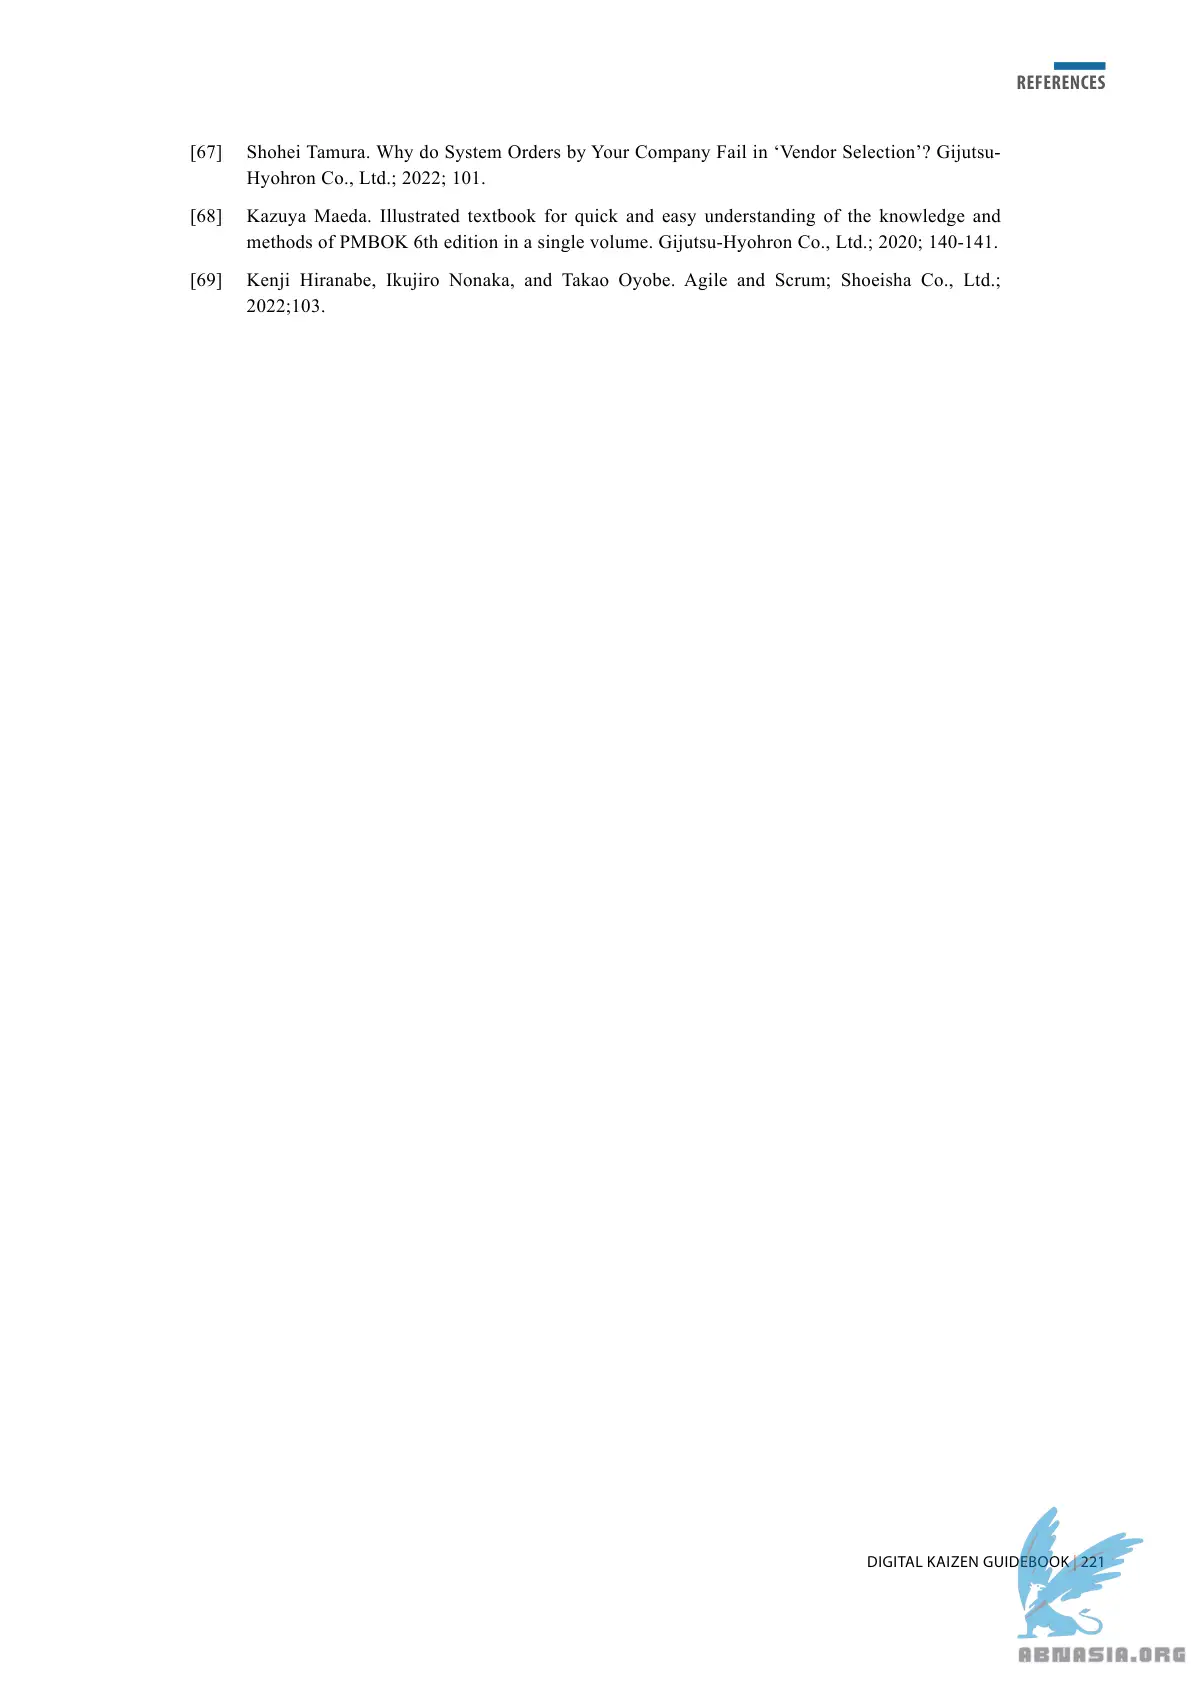 REFERENCES
[67] Shohei Tamura. Why do System Orders by Your Company Fail in ‘Vendor Selection’? Gijutsu-
Hyohron Co., Ltd.; 2022; 101.
[68] Kazuya Maeda. Illustrated textbook for quick and easy understanding of the knowledge and
methods of PMBOK 6th edition in a single volume. Gijutsu-Hyohron Co., Ltd.; 2020; 140-141.
[69] Kenji Hiranabe, Ikujiro Nonaka, and Takao Oyobe. Agile and Scrum; Shoeisha Co., Ltd.;
2022;103.
DIGITAL KAIZEN GUIDEBOOK | 221
ABNASIA.ORG